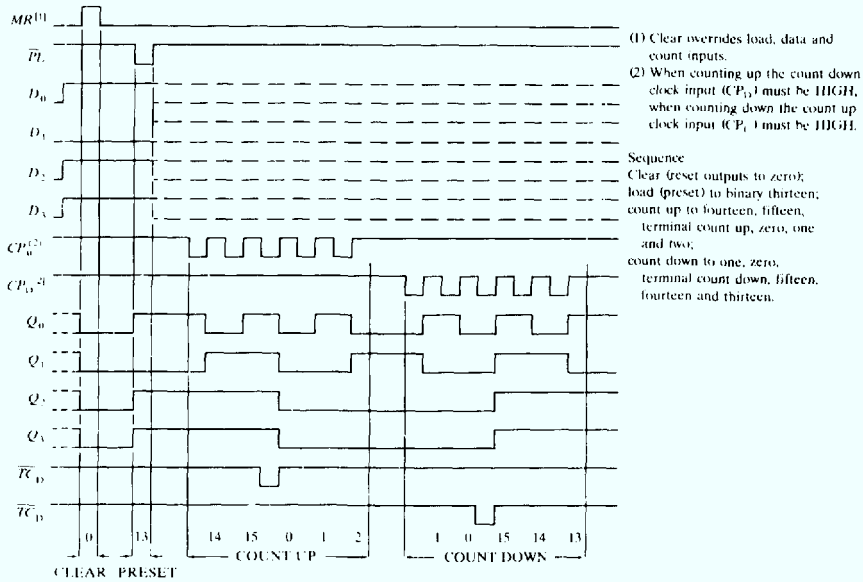 MR(1)
PL
D0
D1
D2
D3
CPU(2)
CPD(2)
Q0
Q1
Q2
Q3
TCD
TCD
0
13
14
15
0
1
2
1
0
15
14
13
CLEAR
PRESET
COUNT UP
COUNT DOWN
(1) Clear overrides load, data and
count inputs.
(2) When counting up the count down
clock input (CPD) must be HIGH,
when counting down the count up
clock input (CPU) must be HIGH.
Sequence
Clear (reset outputs to zero);
load (preset) to binary thirteen;
count up to fourteen, fifteen,
terminal count up, zero, one
and two;
count down to one, zero,
terminal count down, fifteen,
fourteen and thirteen.